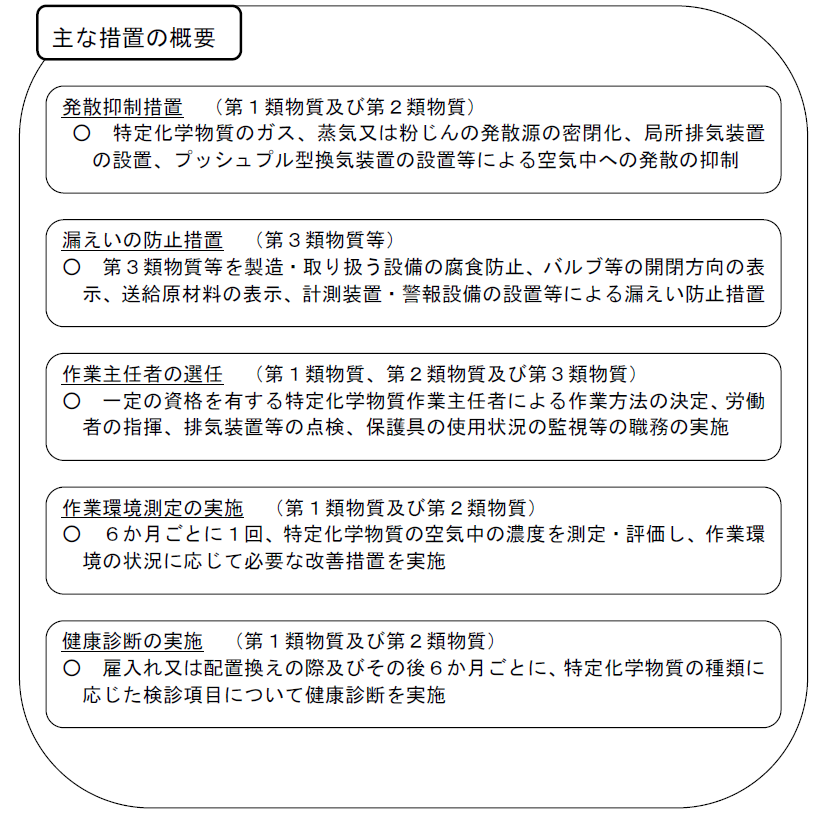 主な措置の概要
発散抑制措置　（第１類物質及び第２類物質）
〇　特定化学物質のガス、蒸気又は粉じんの発散源の密閉化、局所排気装置
の設置、プッシュプル型換気装置の設置等による空気中への発散の抑制
漏えいの防止措置　（第３類物質等）
〇　第３類物質等を製造・取り扱う設備の腐食防止、バルブ等の開閉方向の表
示、送給原材料の表示、計測装置・警報設備の設置等による漏えい防止措置
作業主任者の選任　（第１類物質、第２類物質及び第３類物質）
〇　一定の資格を有する特定化学物質作業主任者による作業方法の決定、労働
者の指揮、排気装置等の点検、保護具の使用状況の監視等の職務の実施
作業環境測定の実施　（第１類物質及び第２類物質）
〇　６か月ごとに１回、特定化学物質の空気中の濃度を測定・評価し、作業環
境の状況に応じて必要な改善措置を実施
健康診断の実施　（第１類物質及び第２類物質）
〇　雇入れ又は配置換えの際及びその後６か月ごとに、特定化学物質の種類に
応じた検診項目について健康診断を実施